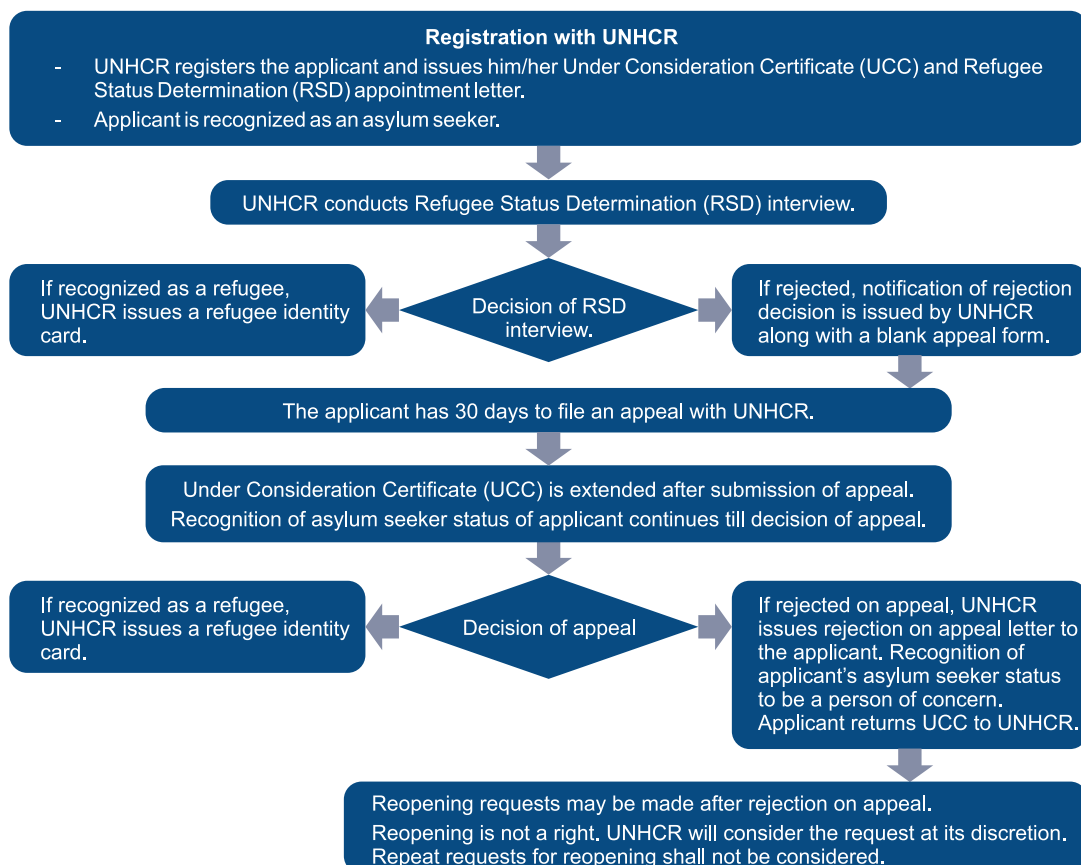 Registration with UNHCR
- UNHCR registers the applicant and issues him/her Under Consideration Certificate (UCC) and Refugee
Status Determination (RSD) appointment letter.
- Applicant is recognized as an asylum seeker.
UNHCR conducts Refugee Status Determination (RSD) interview.
If recognized as a refugee,
UNHCR issues a refugee identity
card.
Decision of RSD
interview.
If rejected, notification of rejection
decision is issued by UNHCR
along with a blank appeal form.
The applicant has 30 days to file an appeal with UNHCR.
Under Consideration Certificate (UCC) is extended after submission of appeal.
Recognition of asylum seeker status of applicant continues till decision of appeal.
If recognized as a refugee,
UNHCR issues a refugee identity
card.
Decision of appeal
If rejected on appeal, UNHCR
issues rejection on appeal letter to
the applicant. Recognition of
applicant's asylum seeker status
to be a person of concern.
Applicant returns UCC to UNHCR.
Reopening requests may be made after rejection on appeal.
Reopening is not a right. UNHCR will consider the request at its discretion.
Repeat requests for reopening shall not be considered.